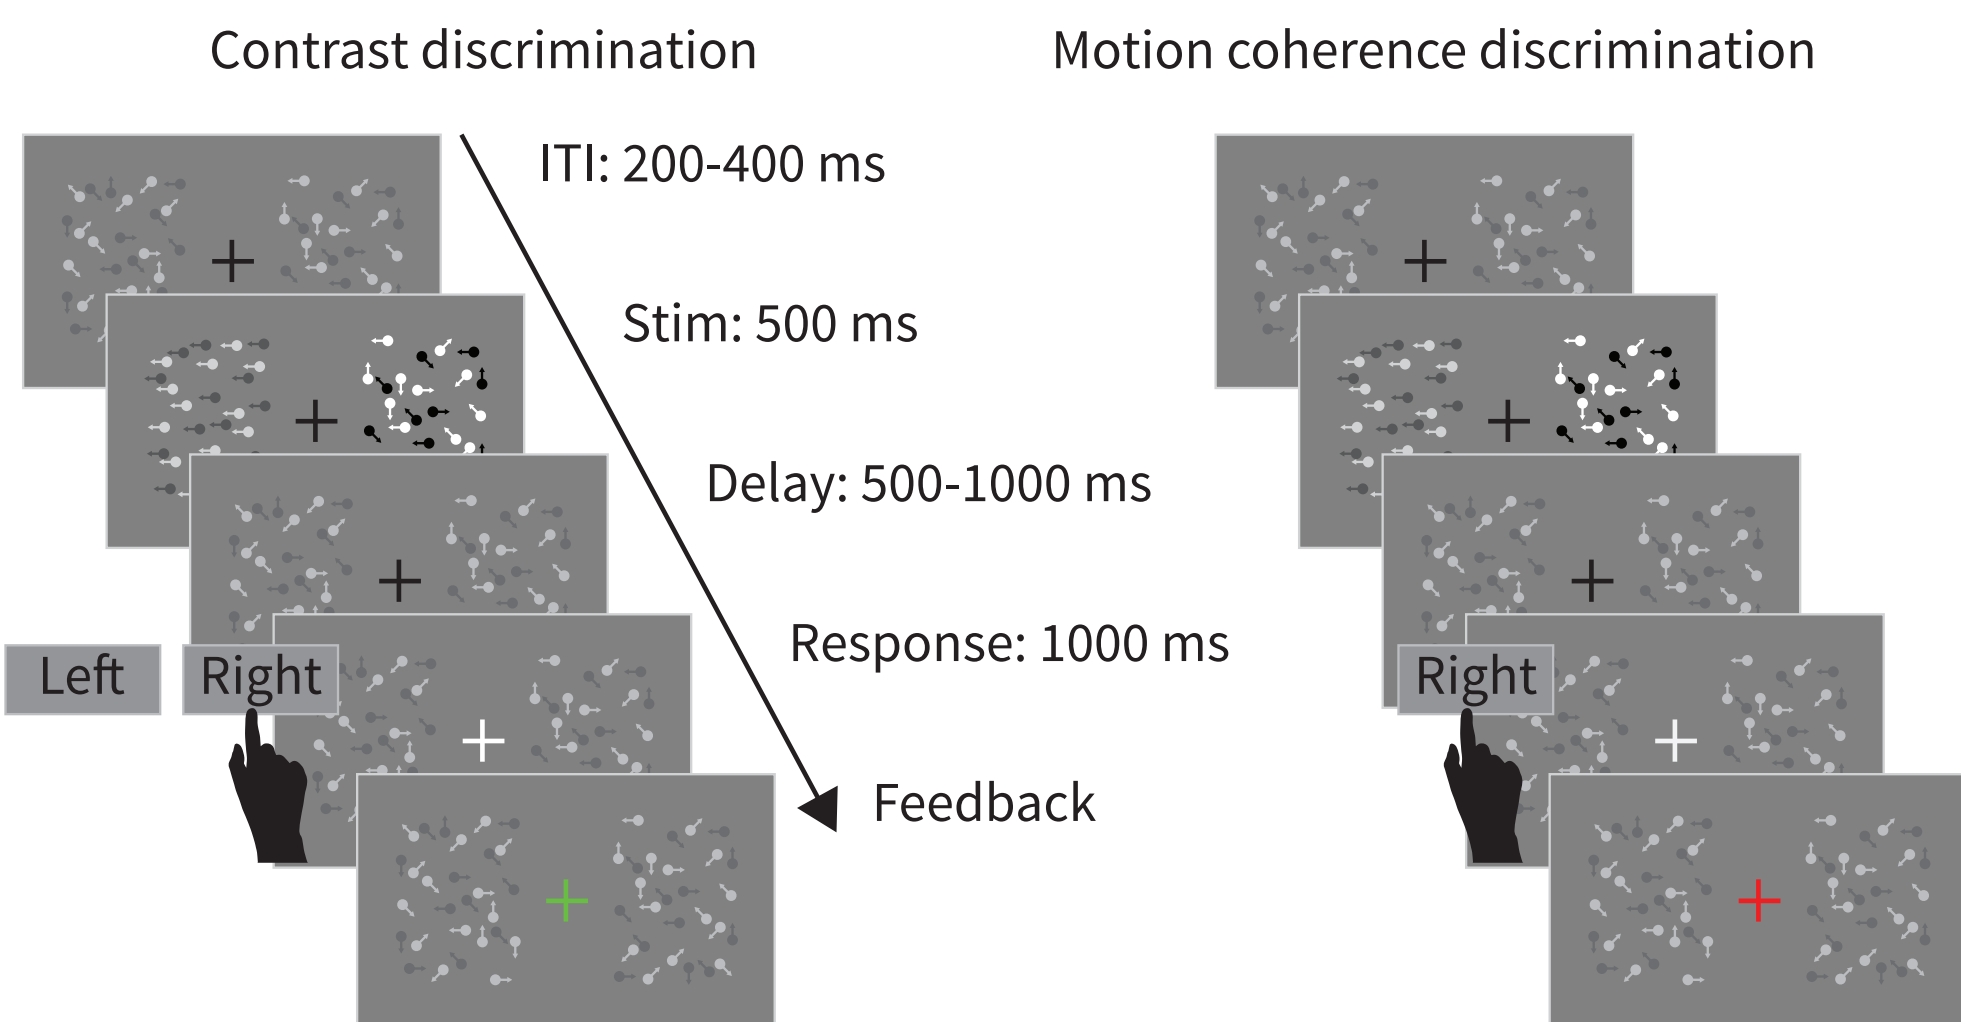 Contrast discrimination
Motion coherence discrimination
ITI: 200-400 ms
Stim: 500 ms
Delay: 500-1000 ms
Response: 1000 ms
Left
Right
Right
Feedback